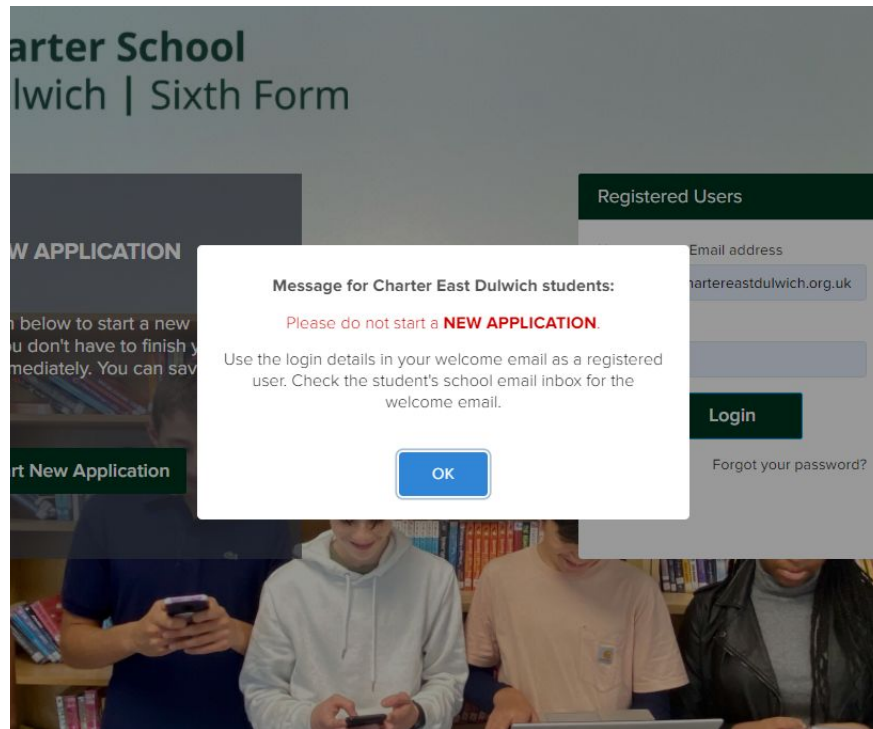 arter School
lwich | Sixth Form
W APPLICATION
n below to start a new
u don't have to finish y
mediately. You can sav
rt New Application
Message for Charter East Dulwich students:
Please do not start a NEW APPLICATION.
Use the login details in your welcome email as a registered
user. Check the student's school email inbox for the
welcome email.
OK
Registered Users
Email address
hartereastdulwich.org.uk
Login
Forgot your password?